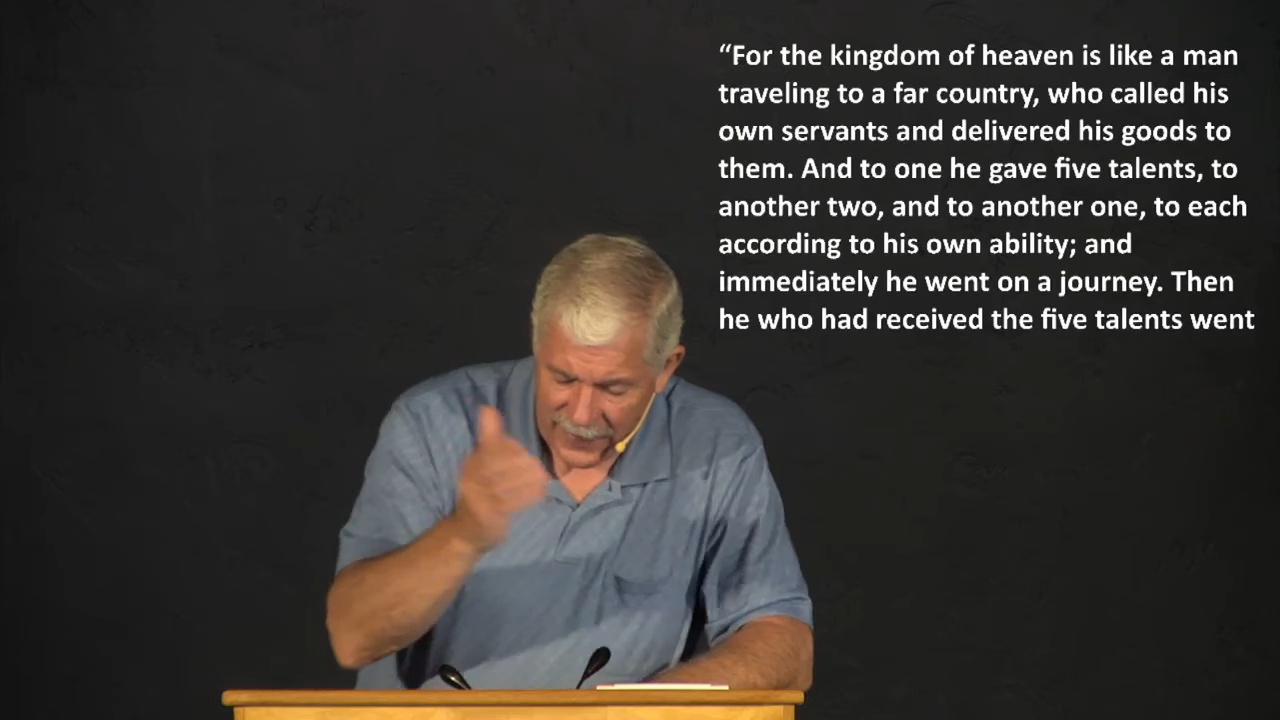 “For the kingdom of heaven is like a man
traveling to a far country, who called his
own servants and delivered his goods to
them. And to one he gave five talents, to
another two, and to another one, to each
according to his own ability; and
immediately he went on a journey. Then
he who had received the five talents went